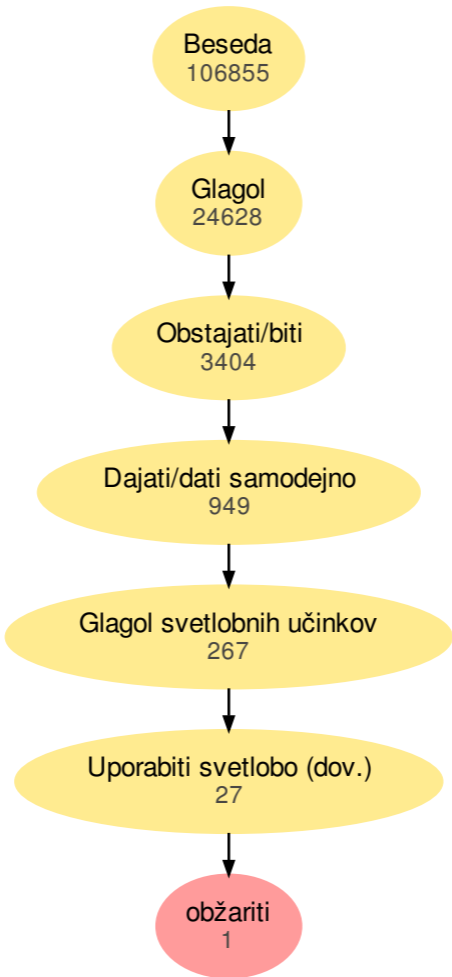 Beseda
106855
Glagol
24628
Obstajati/biti
3404
Dajati/dati samodejno
949
Glagol svetlobnih učinkov
267
Uporabiti svetlobo (dov.)
27
obžariti
1